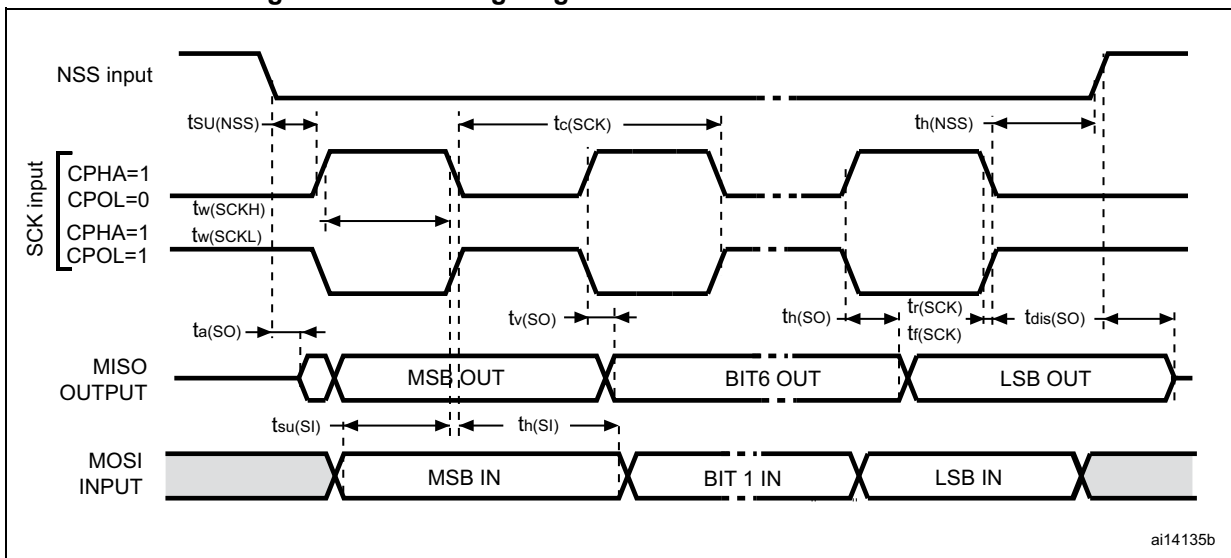 NSS input
tSU(NSS)
tc(SCK)
th(NSS)
SCK input
CPHA=1
CPOL=0
tw(SCKH)
CPHA=1
tw(SCKL)
CPOL=1
ta(SO)
tv(SO)
th(SO)
tr(SCK)
tf(SCK)
tdis(SO)
MISO
OUTPUT
MSB OUT
BIT6 OUT
LSB OUT
tsu(SI)
th(SI)
MOSI
INPUT
MSB IN
BIT 1 IN
LSB IN
ai14135b